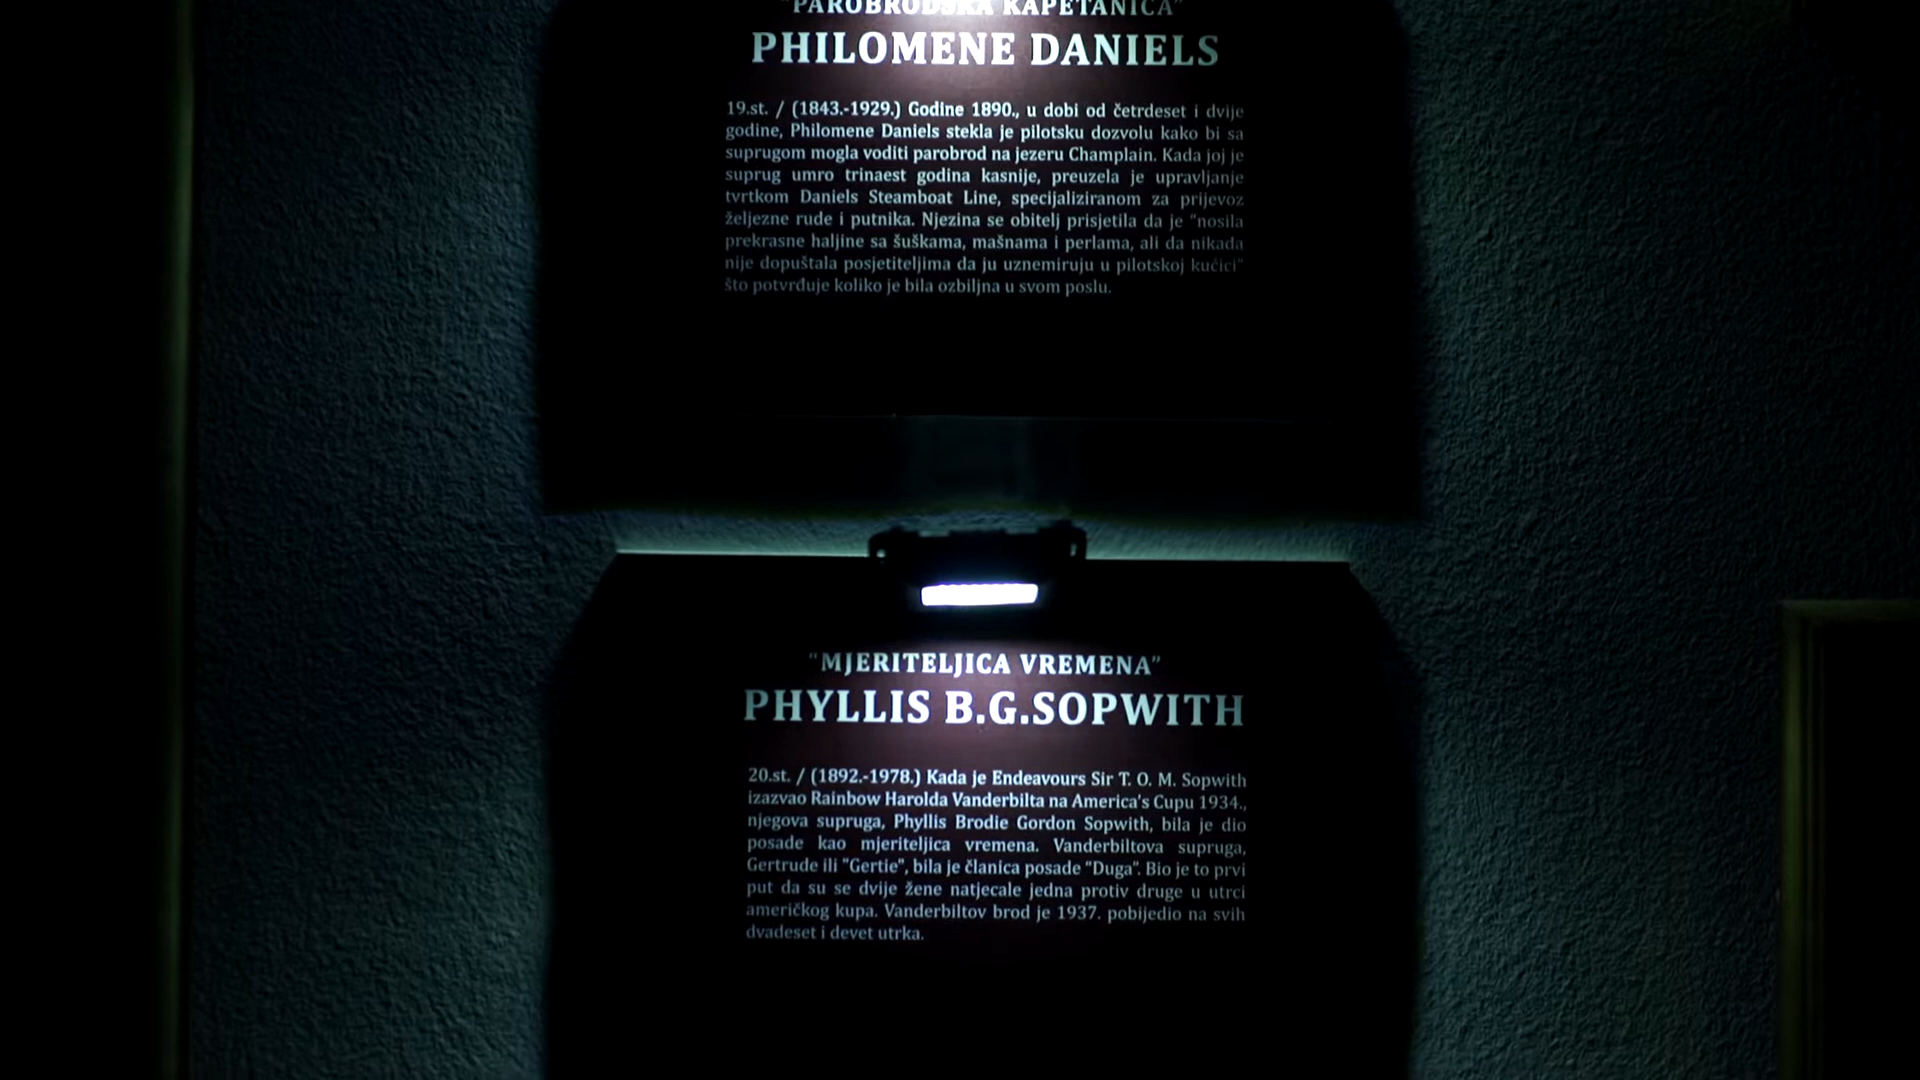 "PAROBRODSKA KAPETANICA"
PHILOMENE DANIELS
19.st. / (1843.-1929.) Godine 1890., u dobi od četrdeset i dvije
godine, Philomene Daniels stekla je pilotsku dozvolu kako bi sa
suprugom mogla voditi parobrod na jezeru Champlain. Kada joj je
suprug umro trinaest godina kasnije, preuzela je upravljanje
tvrtkom Daniels Steamboat Line, specijaliziranom za prijevoz
željezne rude i putnika. Njezina se obitelj prisjetila da je "nosila
prekrasne haljine sa šuškama, mašnama i perlama, ali da nikada
nije dopuštala posjetiteljima da ju uznemiruju u pilotskoj kućici"
što potvrđuje koliko je bila ozbiljna u svom poslu.
"MJERITELJICA VREMENA"
PHYLLIS B.G.SOPWITH
20.st. / (1892.-1978.) Kada je Endeavours Sir T. O. M. Sopwith
izazvao Rainbow Harolda Vanderbilta na America's Cupu 1934.,
njegova supruga, Phyllis Brodie Gordon Sopwith, bila je dio
posade kao mjeriteljica vremena. Vanderbiltova supruga,
Gertrude ili "Gertie", bila je članica posade "Duga". Bio je to prvi
put da su se dvije žene natjecale jedna protiv druge u utrci
američkog kupa. Vanderbiltov brod je 1937. pobijedio na svih
dvadeset i devet utrka.